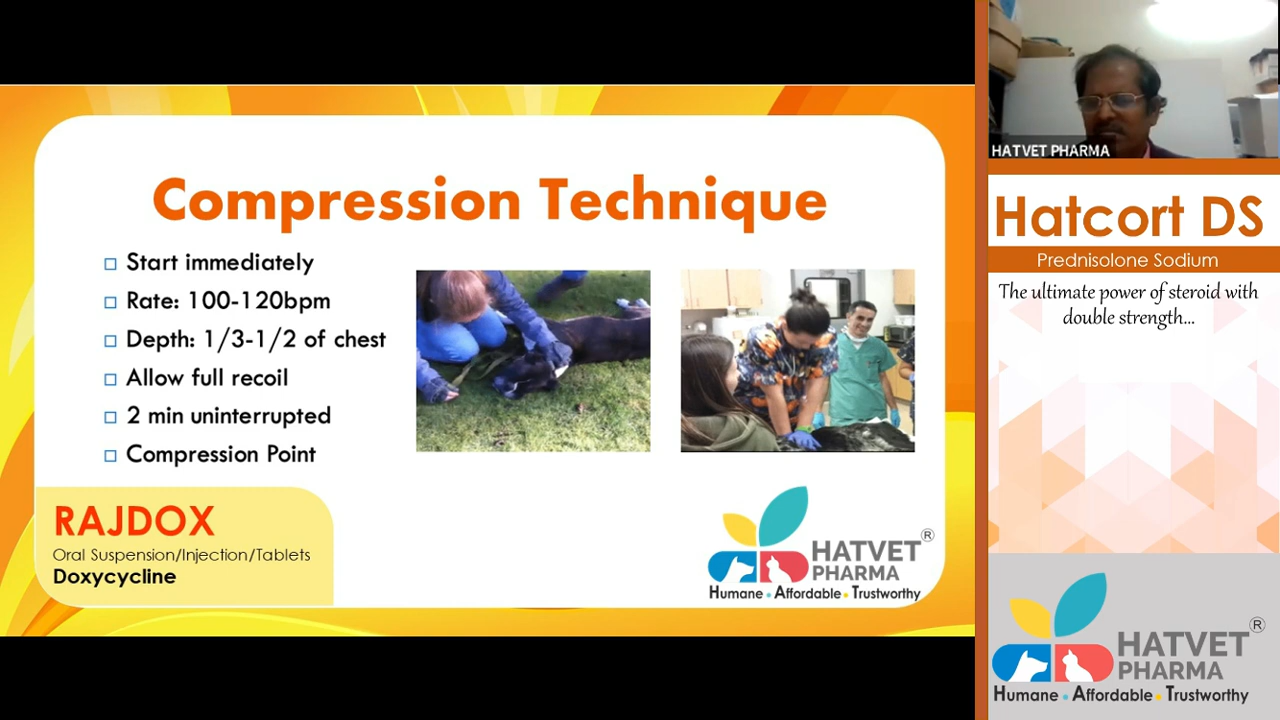 Compression Technique
Start immediately
Rate: 100-120bpm
Depth: 1/3-1/2 of chest
Allow full recoil
2 min uninterrupted
Compression Point
RAJDOX
Oral Suspension/Injection/Tablets
Doxycycline
HATVET ®
PHARMA
Humane • Affordable • Trustworthy
HATVET PHARMA
Hatcort DS
Prednisolone Sodium
The ultimate power of steroid with
double strength...
HATVET ®
PHARMA
Humane • Affordable • Trustworthy